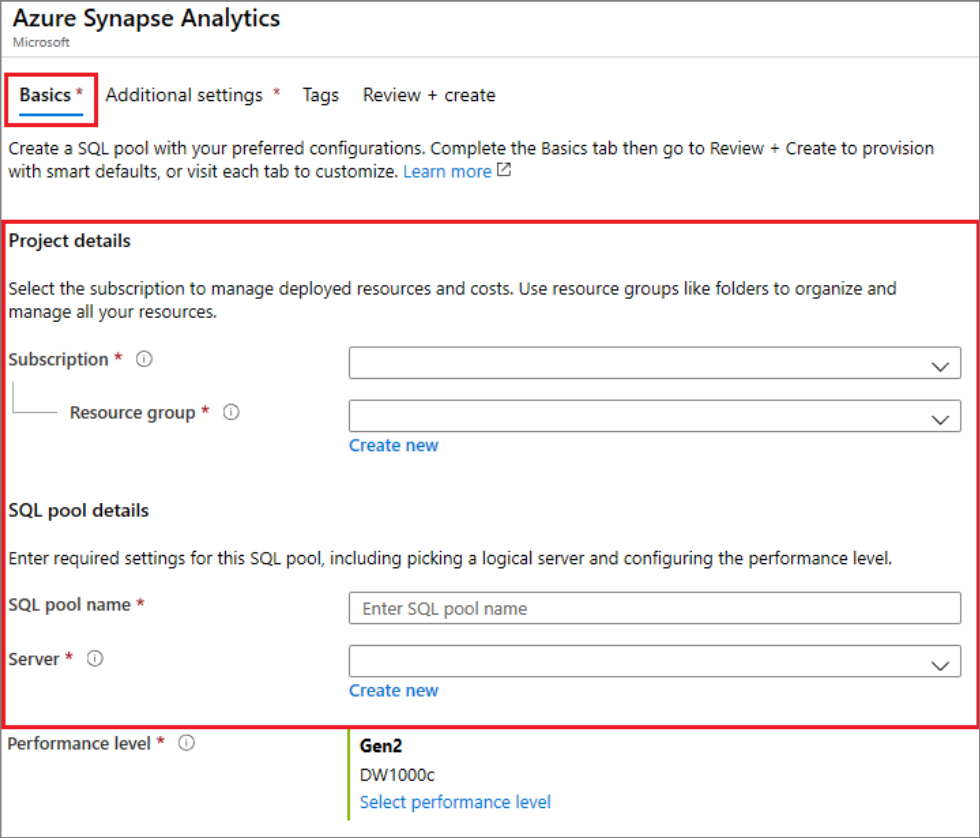 Azure Synapse Analytics
Microsoft
Basics * Additional settings * Tags Review + create
Create a SQL pool with your preferred configurations. Complete the Basics tab then go to Review + Create to provision
with smart defaults, or visit each tab to customize. Learn more
Project details
Select the subscription to manage deployed resources and costs. Use resource groups like folders to organize and
manage all your resources.
Subscription *
Resource group *
Create new
SQL pool details
Enter required settings for this SQL pool, including picking a logical server and configuring the performance level.
SQL pool name * Enter SQL pool name
Server *
Create new
Performance level * Gen2
DW1000c
Select performance level